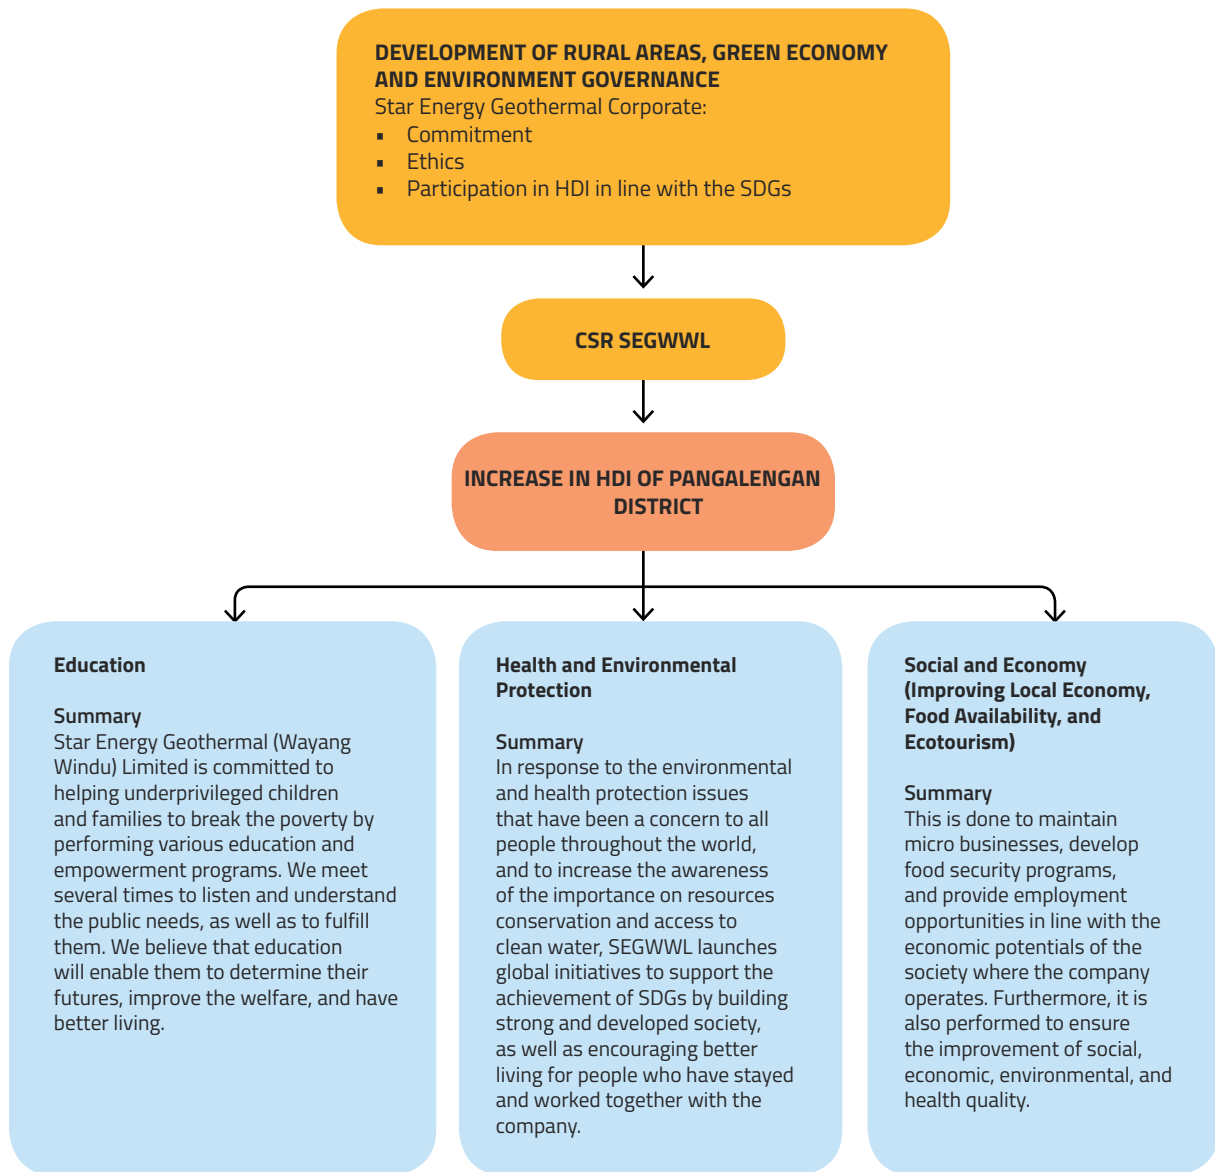 DEVELOPMENT OF RURAL AREAS, GREEN ECONOMY
AND ENVIRONMENT GOVERNANCE
Star Energy Geothermal Corporate:
▪ Commitment
▪ Ethics
▪ Participation in HDI in line with the SDGs
CSR SEGWWL
INCREASE IN HDI OF PANGALENGAN
DISTRICT
Education
Summary
Star Energy Geothermal (Wayang
Windu) Limited is committed to
helping underprivileged children
and families to break the poverty by
performing various education and
empowerment programs. We meet
several times to listen and understand
the public needs, as well as to fulfill
them. We believe that education
will enable them to determine their
futures, improve the welfare, and have
better living.
Health and Environmental
Protection
Summary
In response to the environmental
and health protection issues
that have been a concern to all
people throughout the world,
and to increase the awareness
of the importance on resources
conservation and access to
clean water, SEGWWL launches
global initiatives to support the
achievement of SDGs by building
strong and developed society,
as well as encouraging better
living for people who have stayed
and worked together with the
company.
Social and Economy
(Improving Local Economy,
Food Availability, and
Ecotourism)
Summary
This is done to maintain
micro businesses, develop
food security programs,
and provide employment
opportunities in line with the
economic potentials of the
society where the company
operates. Furthermore, it is
also performed to ensure
the improvement of social,
economic, environmental, and
health quality.